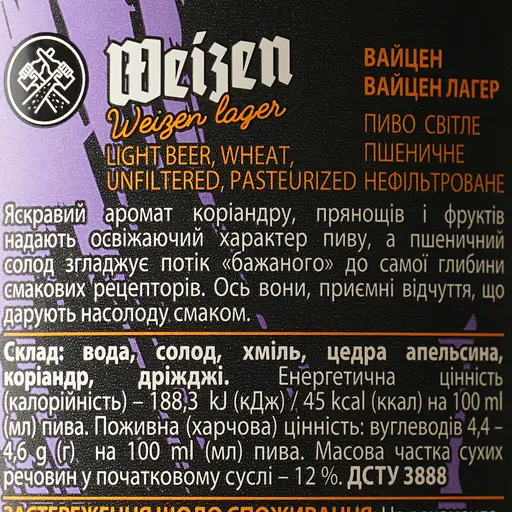 Weizen
Weizen lager
LIGHT BEER, WHEAT,
UNFILTERED, PASTEURIZED
ВАЙЦЕН
ВАЙЦЕН ЛАГЕР
ПИВО СВІТЛЕ
ПШЕНИЧНЕ
НЕФІЛЬТРОВАНЕ
Яскравий аромат коріандру, прянощів і фруктів
надають освіжаючий характер пиву, а пшеничний
солод згладжує потік «бажаного» до самої глибини
смакових рецепторів. Ось вони, приємні відчуття, що
дарують насолоду смаком.
Склад: вода, солод, хміль, цедра апельсина,
коріандр, дріжджі. Енергетична цінність
(калорійність) – 188,3 kJ (кДж) / 45 kcal (ккал) на 100 ml
(мл) пива. Поживна (харчова) цінність: вуглеводів 4,4 –
4,6 g (г) на 100 ml (мл) пива. Масова частка сухих
речовин у початковому суслі – 12 %. ДСТУ 3888
ЗАСТЕРЕЖЕННЯ ЩОДО СПОЖИВАННЯ: